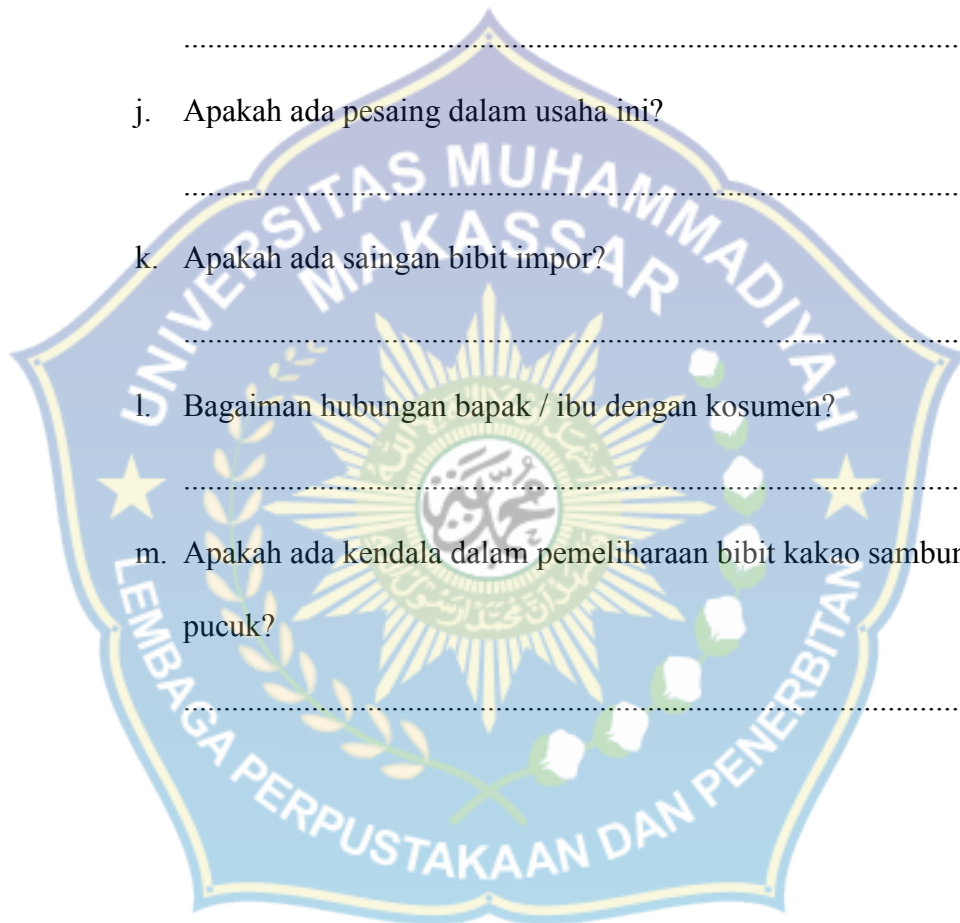 ................................................................................
j. Apakah ada pesaing dalam usaha ini?
................................................................................
k. Apakah ada saingan bibit impor?
................................................................................
l. Bagaiman hubungan bapak / ibu dengan kosumen?
................................................................................
m. Apakah ada kendala dalam pemeliharaan bibit kakao
pucuk?
................................................................................
UNIVERSITAS MUHAMMADIYAH
MAKASSAR
محمد
LEMBAGA PERPUSTAKAAN DAN PENERBITAN